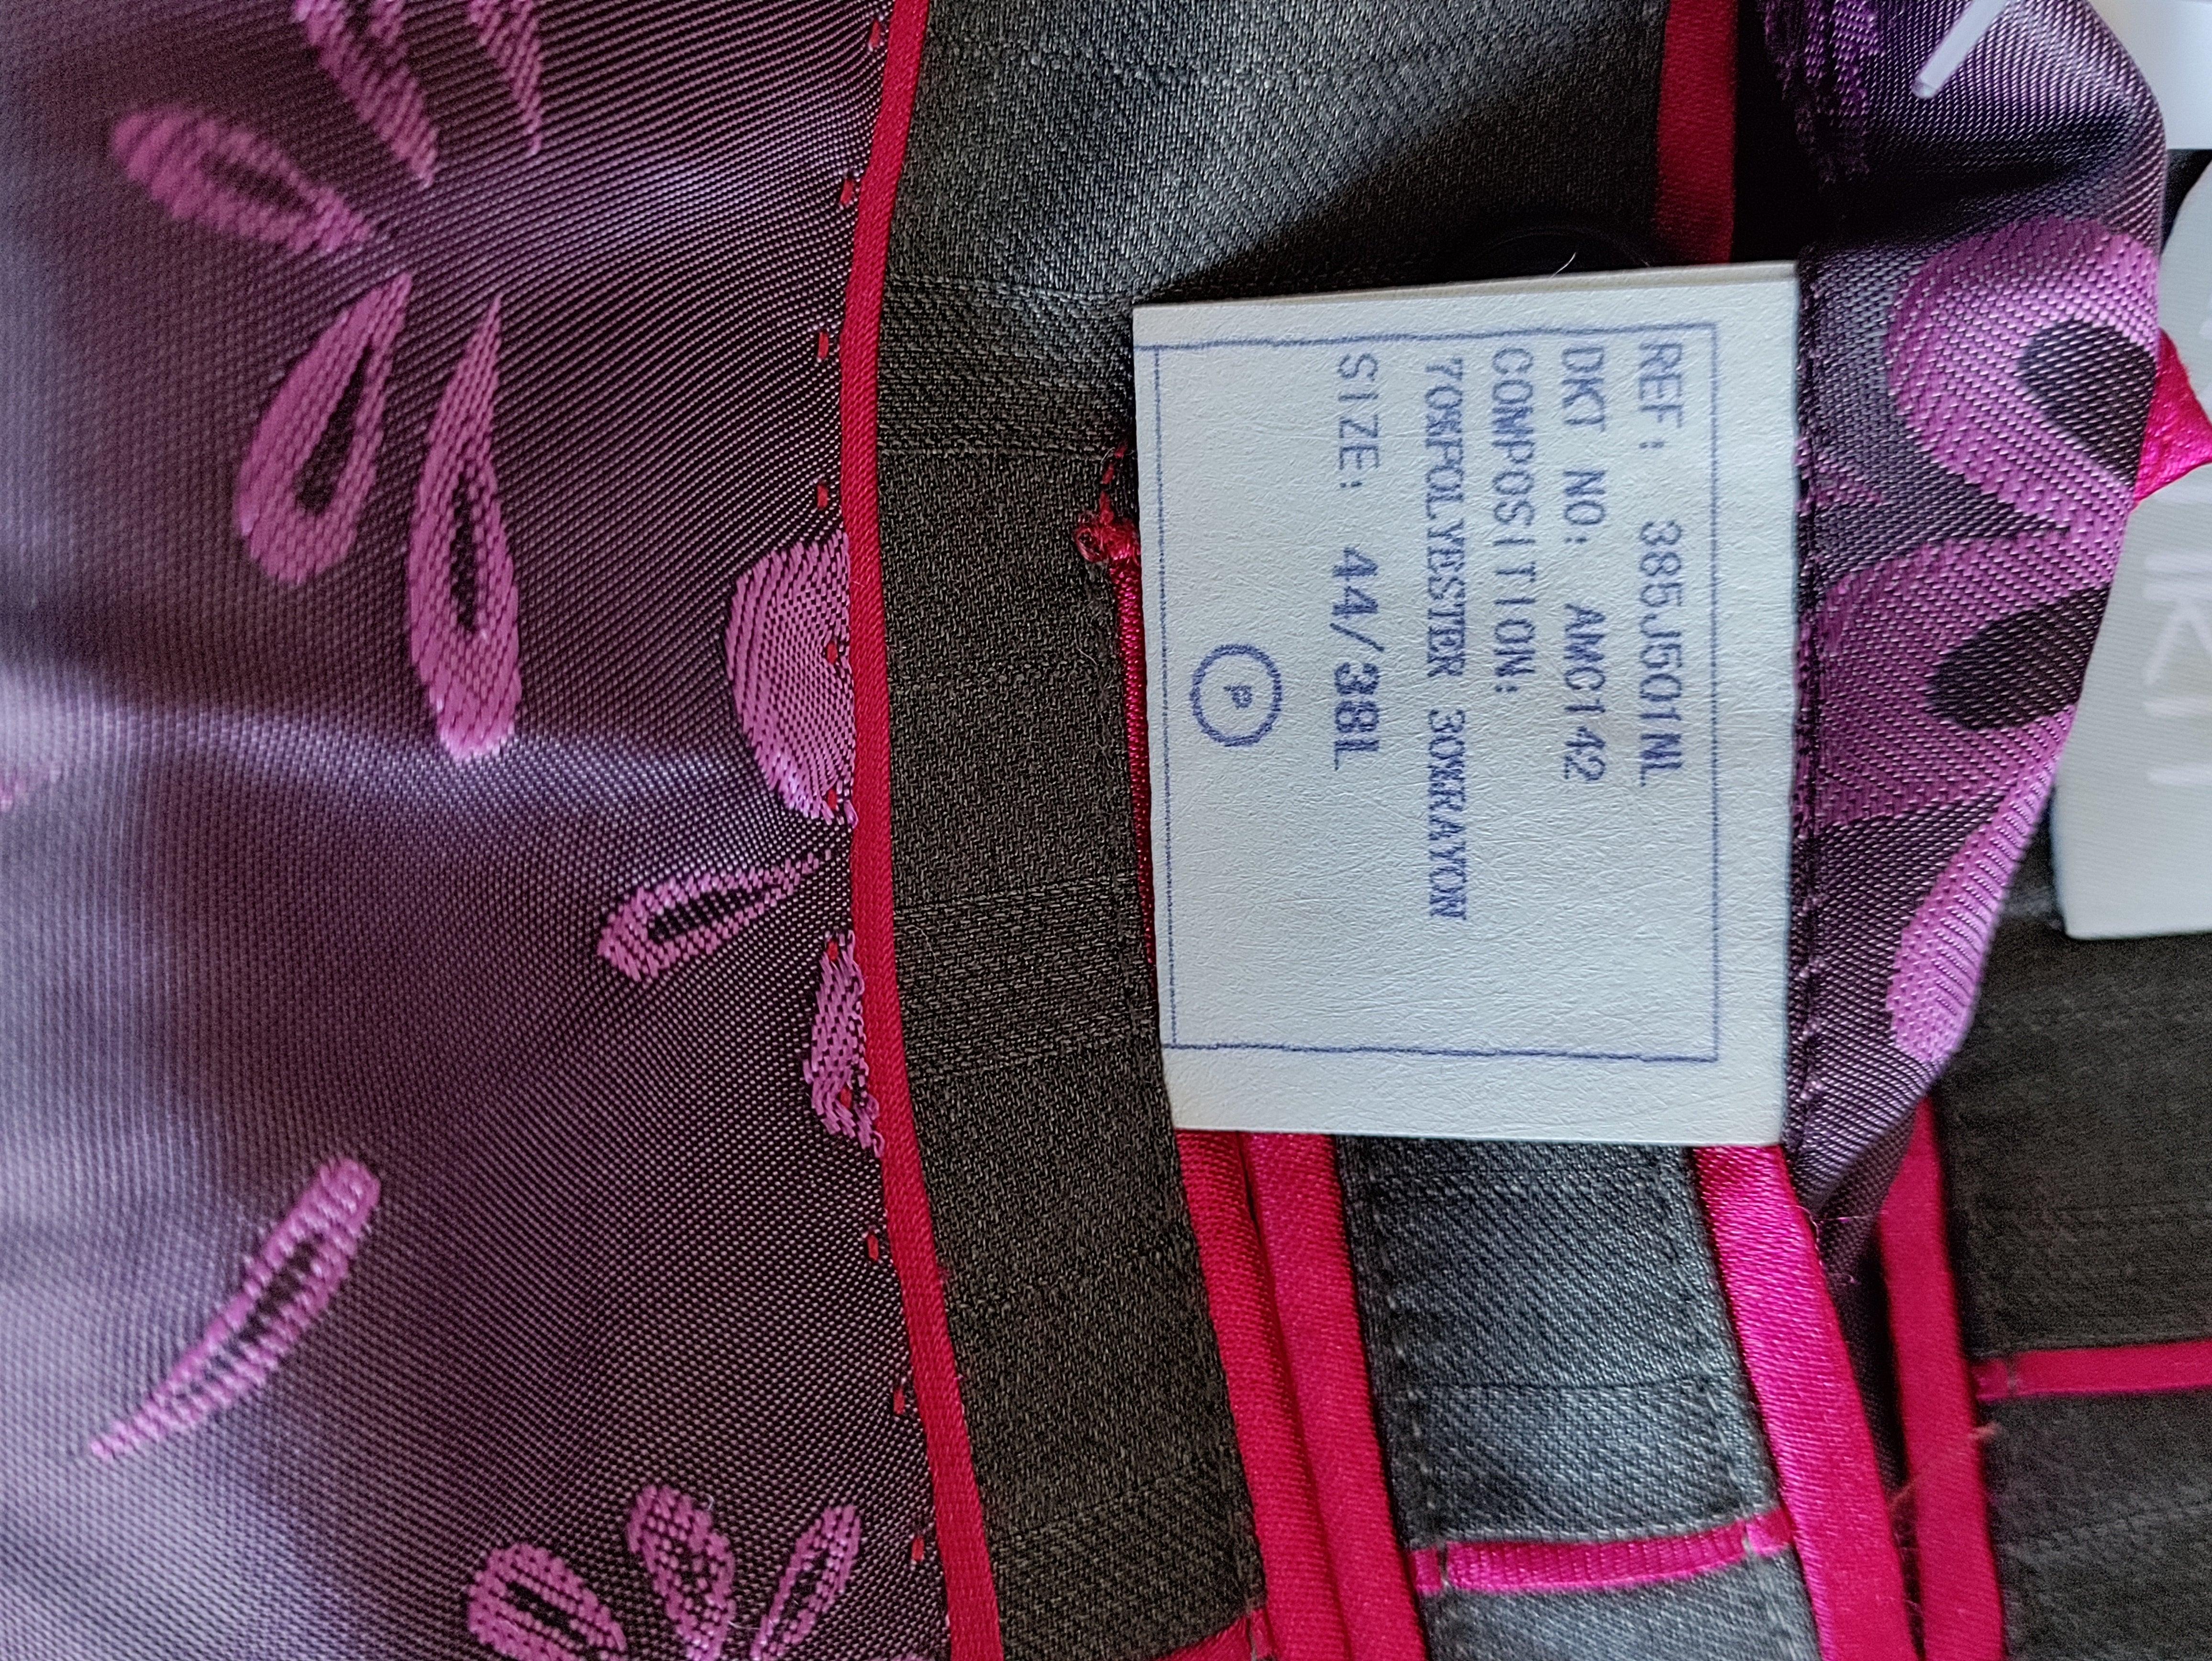 REF: 385J501NL
DKT NO: AMC142
COMPOSITION:
70%POLYESTER 30%RAYON
SIZE: 44/38L
P